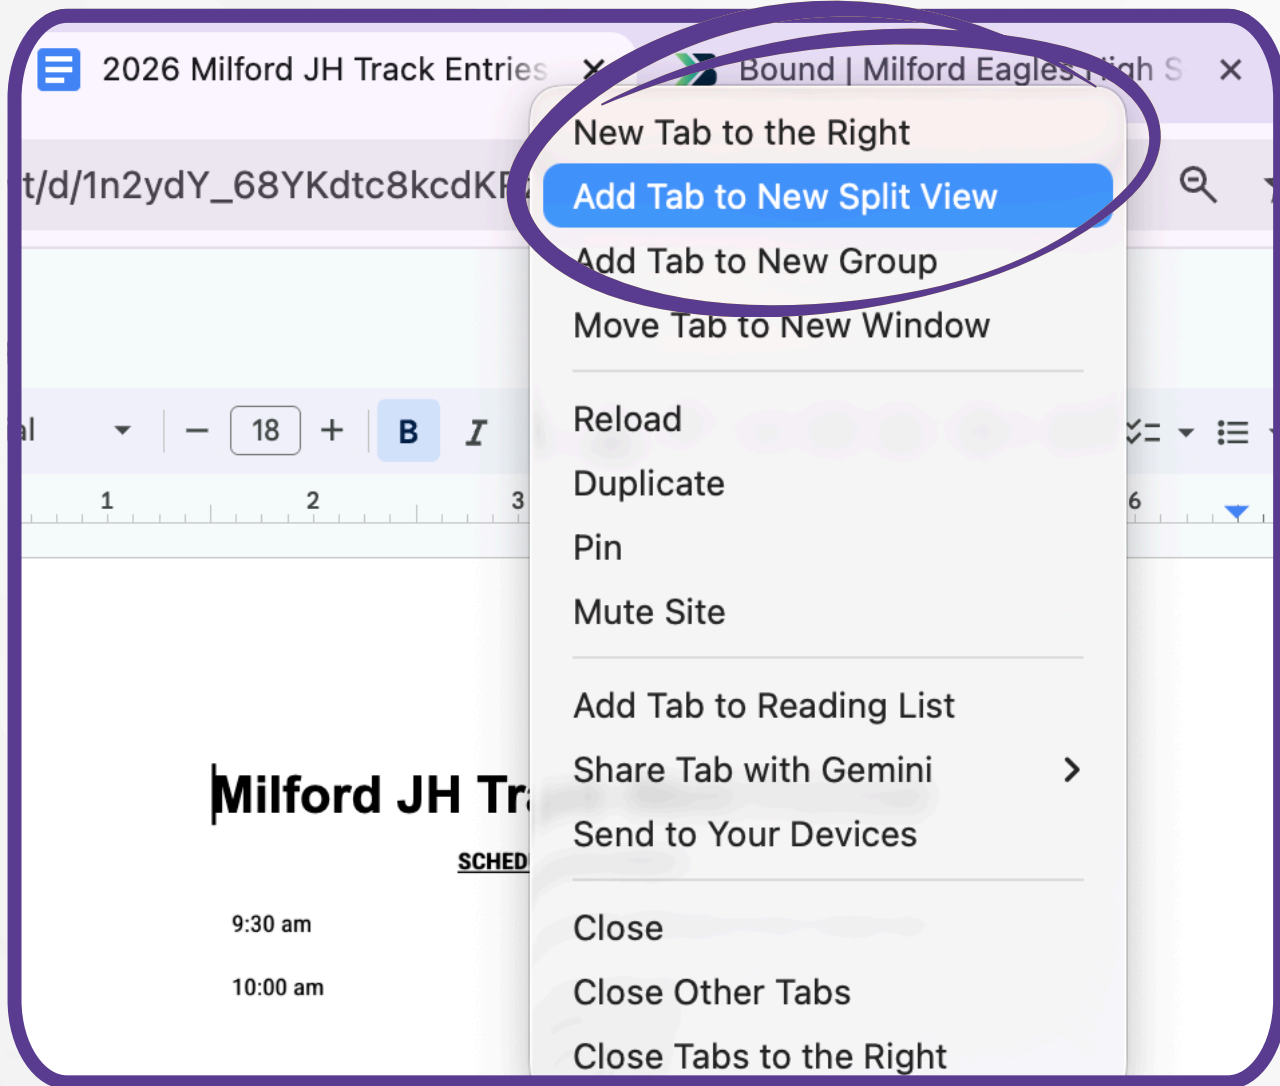 2026 Milford JH Track Entries
Bound | Milford Eagles High S
t/d/1n2ydY_68YKdtc8kcdKF
New Tab to the Right
Add Tab to New Split View
Add Tab to New Group
Move Tab to New Window
Reload
Duplicate
Pin
Mute Site
Add Tab to Reading List
Share Tab with Gemini
Send to Your Devices
Close
Close Other Tabs
Close Tabs to the Right
al
18
B
I
1
2
3
6
Milford JH Tra
SCHED
9:30 am
10:00 am